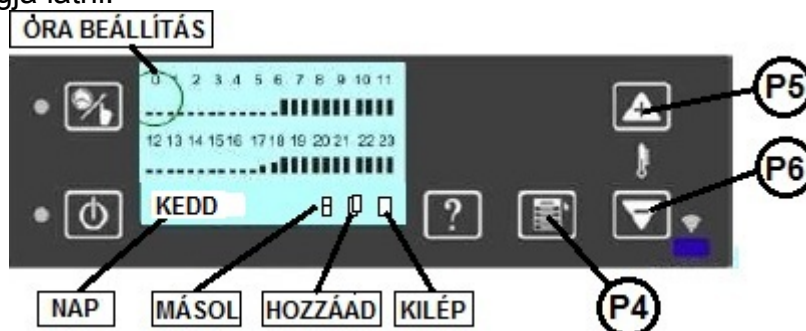 ÓRA BEÁLLÍTÁS
0 1 2 3 4 5 6 7 8 9 10 11
12 13 14 15 16 17 18 19 20 21 22 23
P5
P6
KEDD
?
NAP
MÁSOL
HOZZÁAD
KILÉP
P4